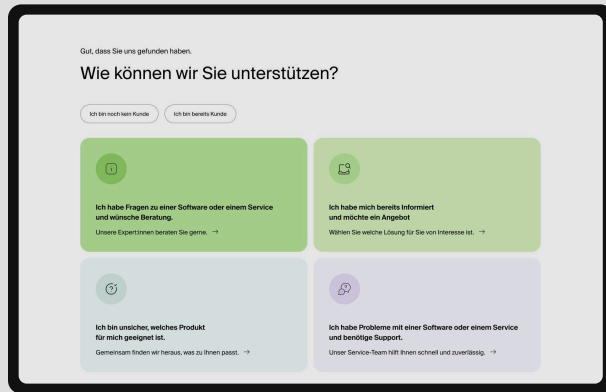 Gut, dass Sie uns gefunden haben.
Wie können wir Sie unterstützen?
Ich bin noch kein Kunde
Ich bin bereits Kunde
Ich habe Fragen zu einer Software oder einem Service
und wünsche Beratung.
Unsere Expert:innen beraten Sie gerne. →
Ich habe mich bereits Informiert
und möchte ein Angebot
Wählen Sie welche Lösung für Sie von Interesse ist. →
Ich bin unsicher, welches Produkt
für mich geeignet ist.
Gemeinsam finden wir heraus, was zu Ihnen passt. →
Ich habe Probleme mit einer Software oder einem Service
und benötige Support.
Unser Service-Team hilft Ihnen schnell und zuverlässig. →